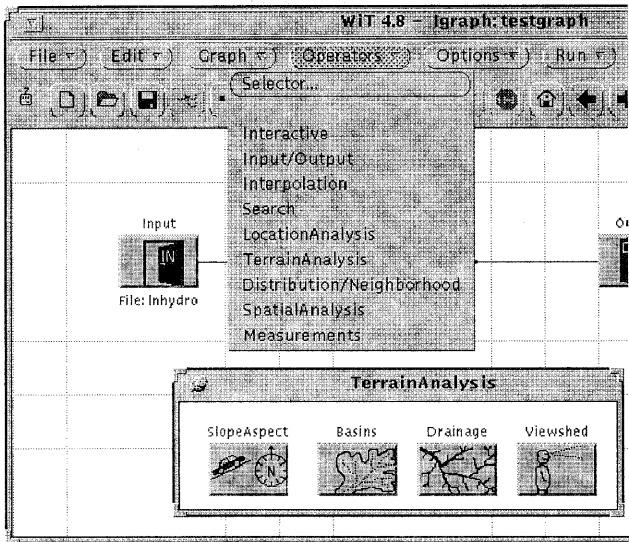 WiT 4.8 - Igraph: testgraph
File Edit Graph Operators Options Run
Selector...
Interactive
Input/Output
Interpolation
Search
LocationAnalysis
TerrainAnalysis
Distribution/Neighborhood
SpatialAnalysis
Measurements
Input
IN
File: Inhydro
TerrainAnalysis
SlopeAspect Basins Drainage Viewshed
N